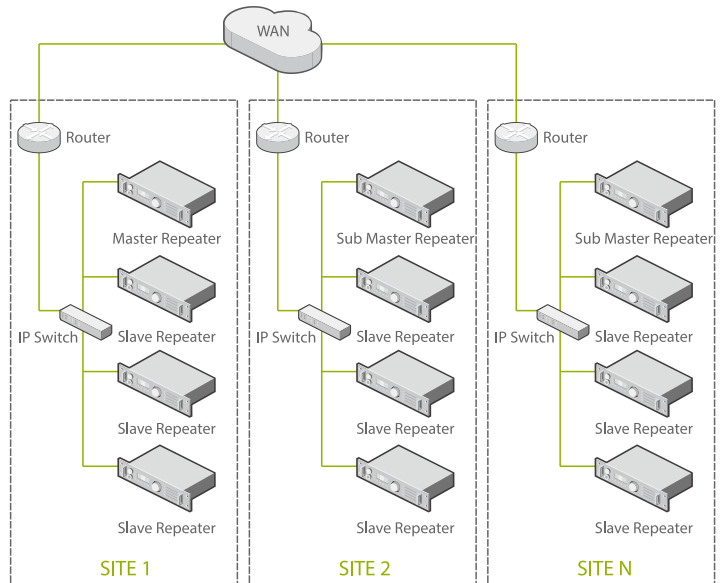 WAN
Router
Router
Router
Master Repeater
Sub Master Repeater
Sub Master Repeater
IP Switch
Slave Repeater
IP Switch
Slave Repeater
IP Switch
Slave Repeater
Slave Repeater
Slave Repeater
Slave Repeater
Slave Repeater
Slave Repeater
Slave Repeater
SITE 1
SITE 2
SITE N